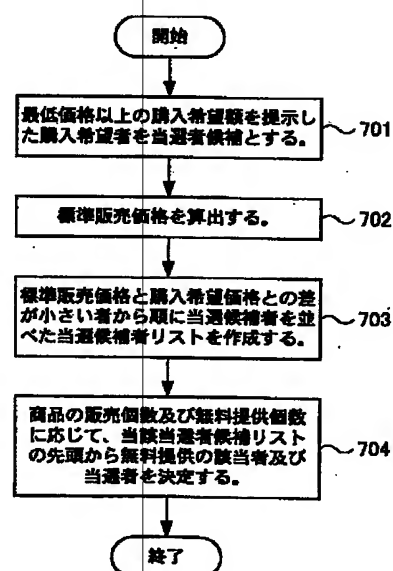 開始
最低価格以上の購入希望額を提示し
た購入希望者を当選者候補とする。
701
標準販売価格を算出する。
702
標準販売価格と購入希望価格との差
が小さい者から順に当選候補者を並
べた当選候補者リストを作成する。
703
商品の販売個数及び無料提供個数
に応じて、当該当選者候補リスト
の先頭から無料提供の該当者及び
当選者を決定する。
704
終了